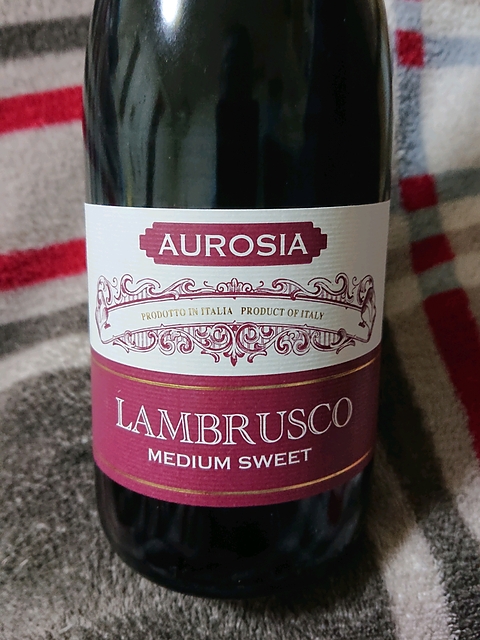 AUROSIA
PRODOTTO IN ITALIA PRODUCT OF ITALY
LAMBRUSCO
MEDIUM SWEET